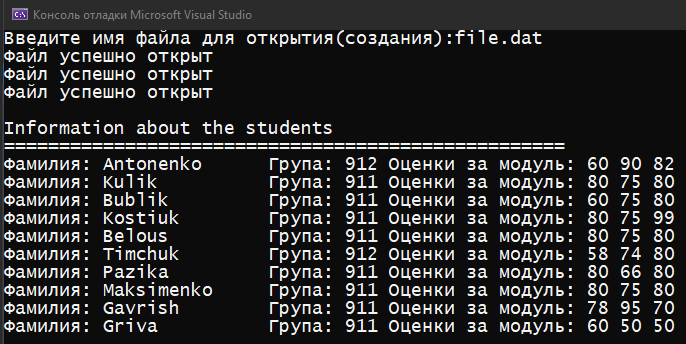 Консоль отладки Microsoft Visual Studio
Введите имя файла для открытия(создания):file.dat
Файл успешно открыт
Файл успешно открыт
Файл успешно открыт
Information about the students
===================================================
Фамилия: Antonenko Група: 912 Оценки за модуль: 60 90 82
Фамилия: Kulik Група: 911 Оценки за модуль: 80 75 80
Фамилия: Bublik Група: 911 Оценки за модуль: 60 75 80
Фамилия: Kostiuk Група: 911 Оценки за модуль: 80 75 99
Фамилия: Belous Група: 911 Оценки за модуль: 80 75 80
Фамилия: Timchuk Група: 912 Оценки за модуль: 58 74 80
Фамилия: Pazika Група: 911 Оценки за модуль: 80 66 80
Фамилия: Maksimenko Група: 911 Оценки за модуль: 80 75 80
Фамилия: Gavrish Група: 911 Оценки за модуль: 78 95 70
Фамилия: Griva Група: 911 Оценки за модуль: 60 50 50